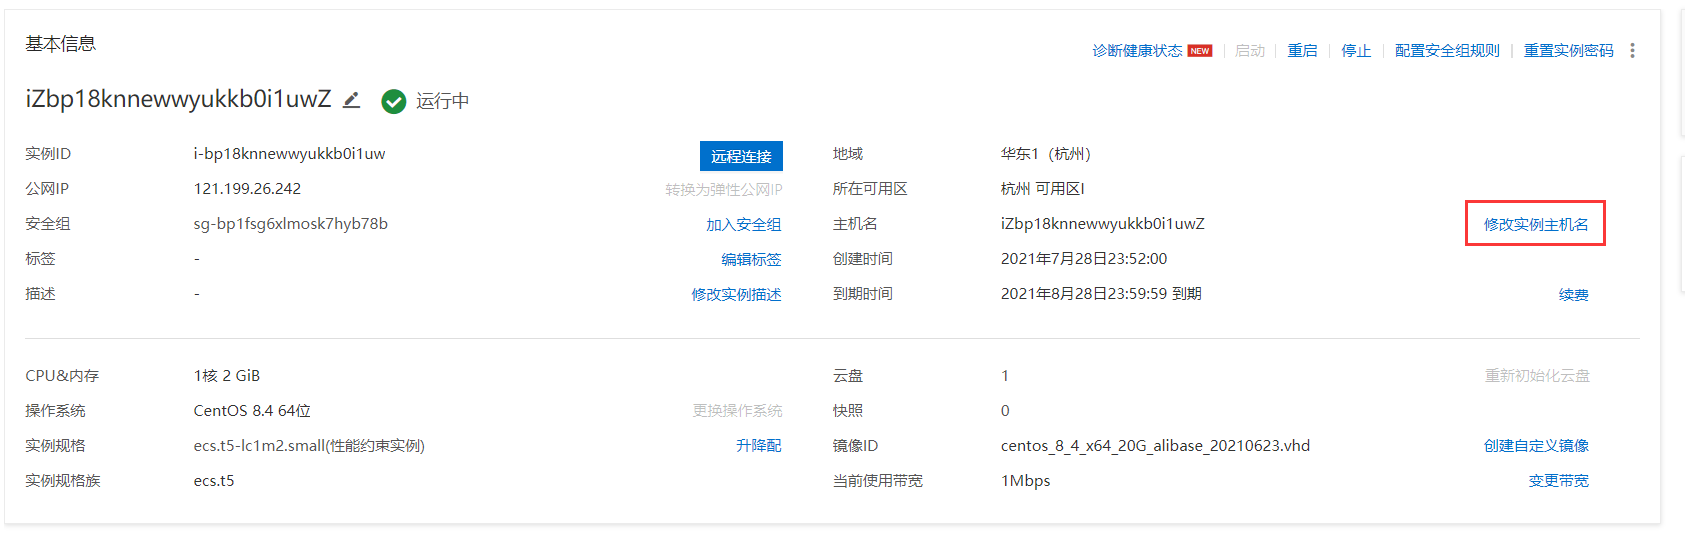 基本信息
诊断健康状态 NEW 启动 重启 停止 配置安全组规则 重置实例密码
iZbp18knnewwyukkb0i1uwZ 运行中
实例ID i-bp18knnewwyukkb0i1uw 远程连接 地域 华东1（杭州）
公网IP 121.199.26.242 转换为弹性公网IP 所在可用区 杭州 可用区I
安全组 sg-bp1fsg6xlmosk7hyb78b 加入安全组 主机名 iZbp18knnewwyukkb0i1uwZ 修改实例主机名
标签 - 编辑标签 创建时间 2021年7月28日23:52:00
描述 - 修改实例描述 到期时间 2021年8月28日23:59:59 到期 续费
CPU&内存 1核 2 GiB 云盘 1 重新初始化云盘
操作系统 CentOS 8.4 64位 更换操作系统 快照 0
实例规格 ecs.t5-lc1m2.small(性能约束实例) 升降配 镜像ID centos_8_4_x64_20G_alibase_20210623.vhd 创建自定义镜像
实例规格族 ecs.t5 当前使用带宽 1Mbps 变更带宽